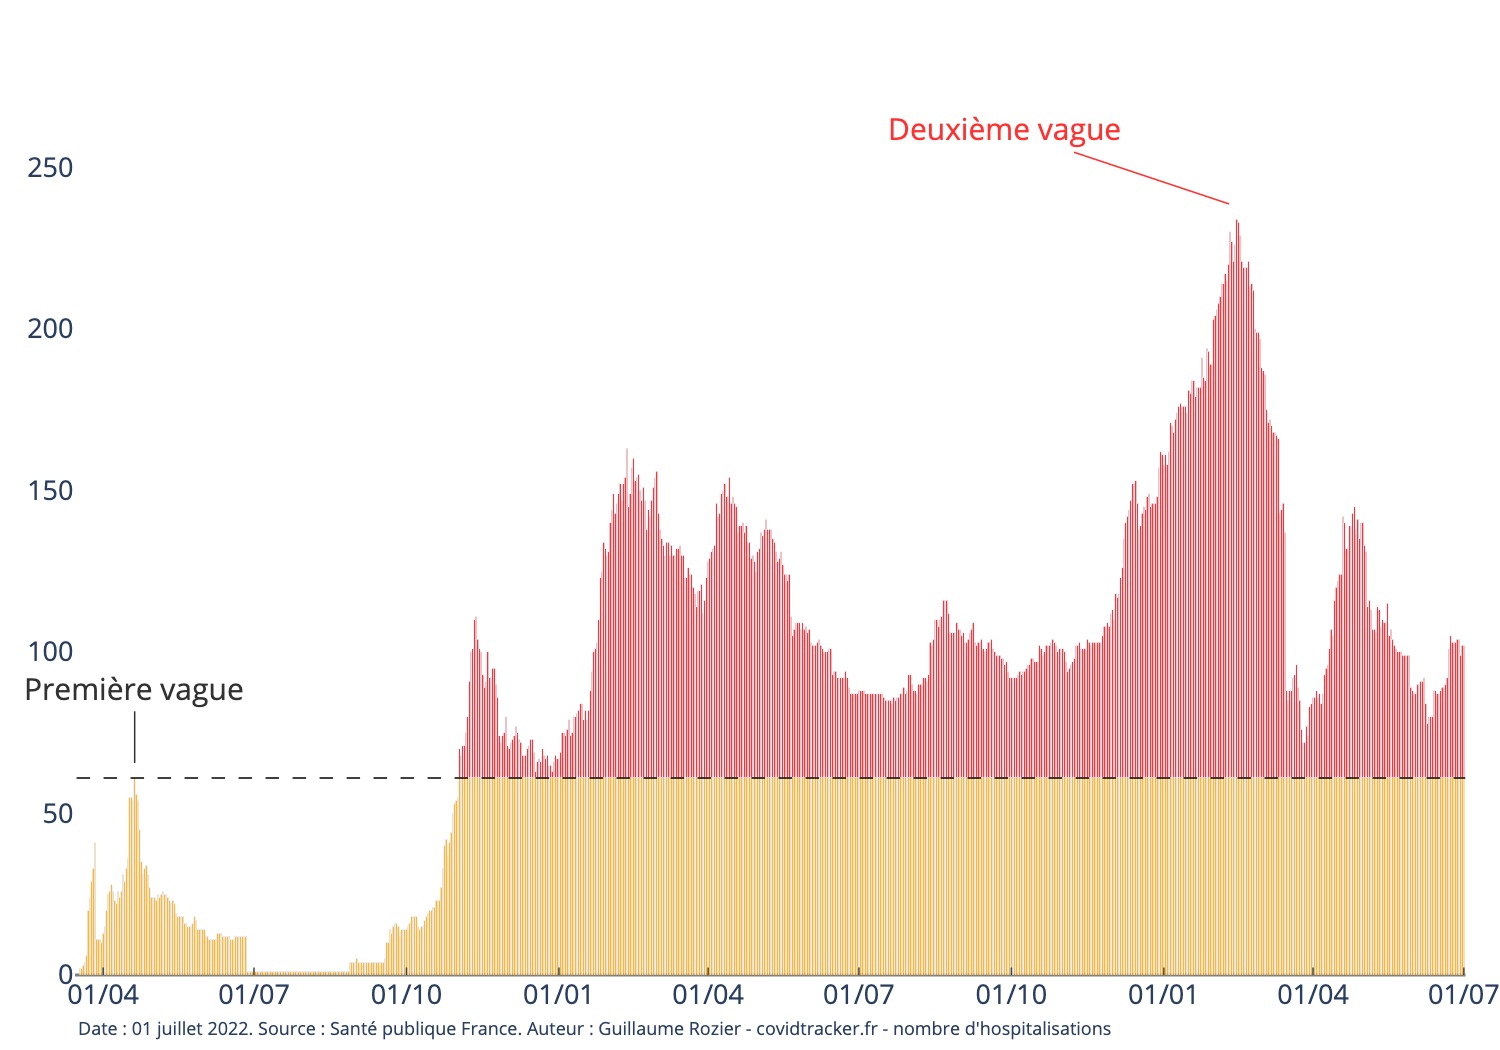 Deuxième vague
250
200
150
100
Première vague
50
0
01/04 01/07 01/10 01/01 01/04 01/07 01/10 01/01 01/04 01/07
Date : 01 juillet 2022. Source : Santé publique France. Auteur : Guillaume Rozier - covidtracker.fr - nombre d'hospitalisations